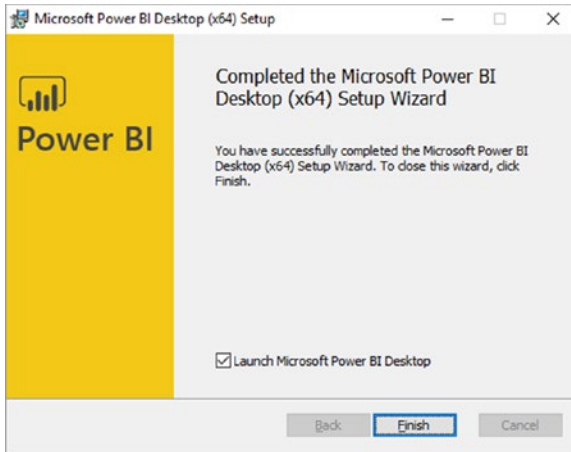 Microsoft Power BI Desktop (x64) Setup
Power BI
Completed the Microsoft Power BI
Desktop (x64) Setup Wizard
You have successfully completed the Microsoft Power BI
Desktop (x64) Setup Wizard. To close this wizard, click
Finish.
Launch Microsoft Power BI Desktop
Back
Finish
Cancel